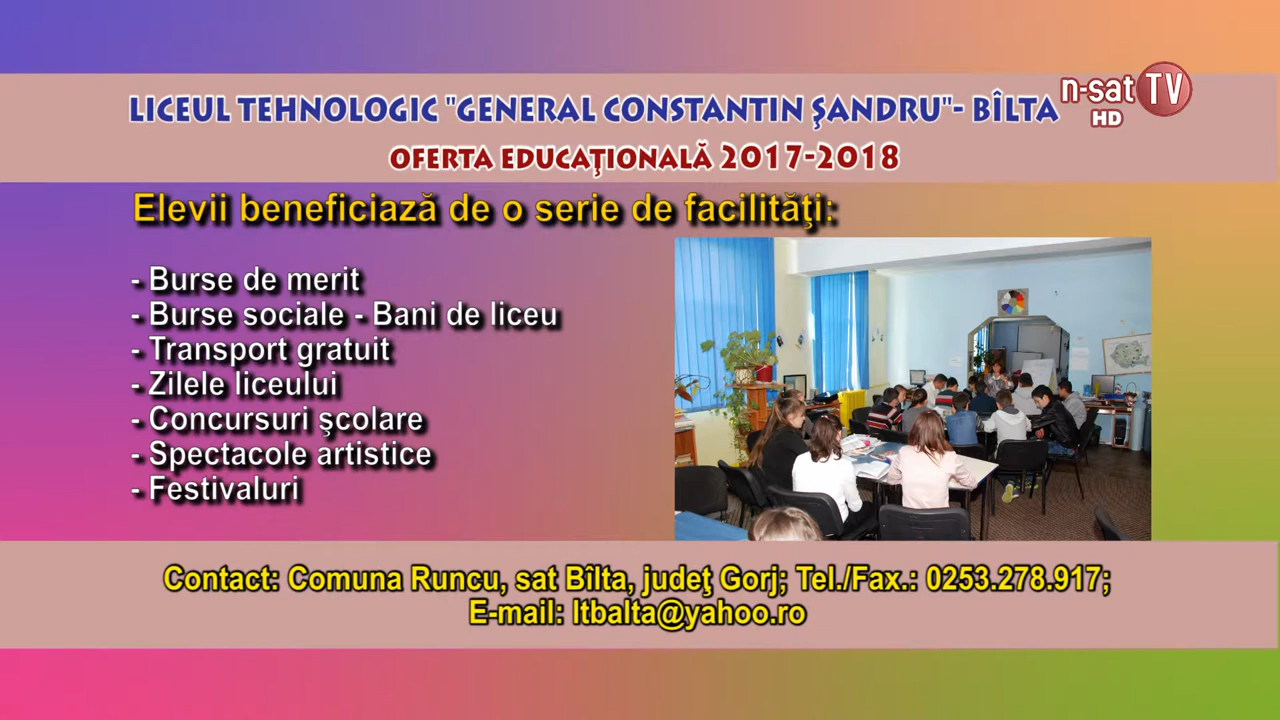 LICEUL TEHNOLOGIC "GENERAL CONSTANTIN ŞANDRU"- BÎLTA
n-sat TV
HD
OFERTA EDUCAŢIONALĂ 2017-2018
Elevii beneficiază de o serie de facilităţi:
- Burse de merit
- Burse sociale - Bani de liceu
- Transport gratuit
- Zilele liceului
- Concursuri şcolare
- Spectacole artistice
- Festivaluri
Contact: Comuna Runcu, sat Bîlta, judeţ Gorj; Tel./Fax.: 0253.278.917;
E-mail: ltbalta@yahoo.ro